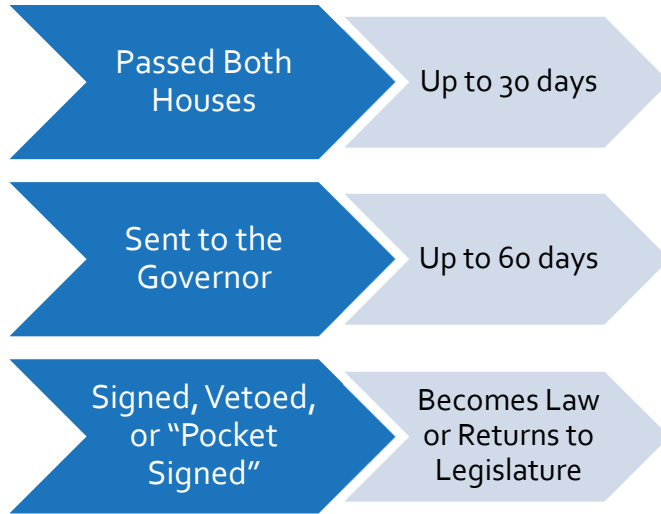 Passed Both
Houses
Up to 30 days
Sent to the
Governor
Up to 60 days
Signed, Vetoed,
or “Pocket
Signed”
Becomes Law
or Returns to
Legislature